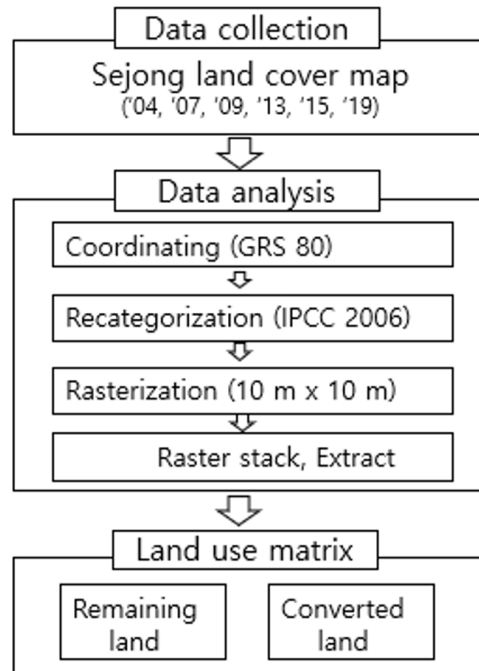 Data collection
Sejong land cover map
('04, '07, '09, '13, '15, '19)
Data analysis
Coordinating (GRS 80)
Recategorization (IPCC 2006)
Rasterization (10 m x 10 m)
Raster stack, Extract
Land use matrix
Remaining
land
Converted
land